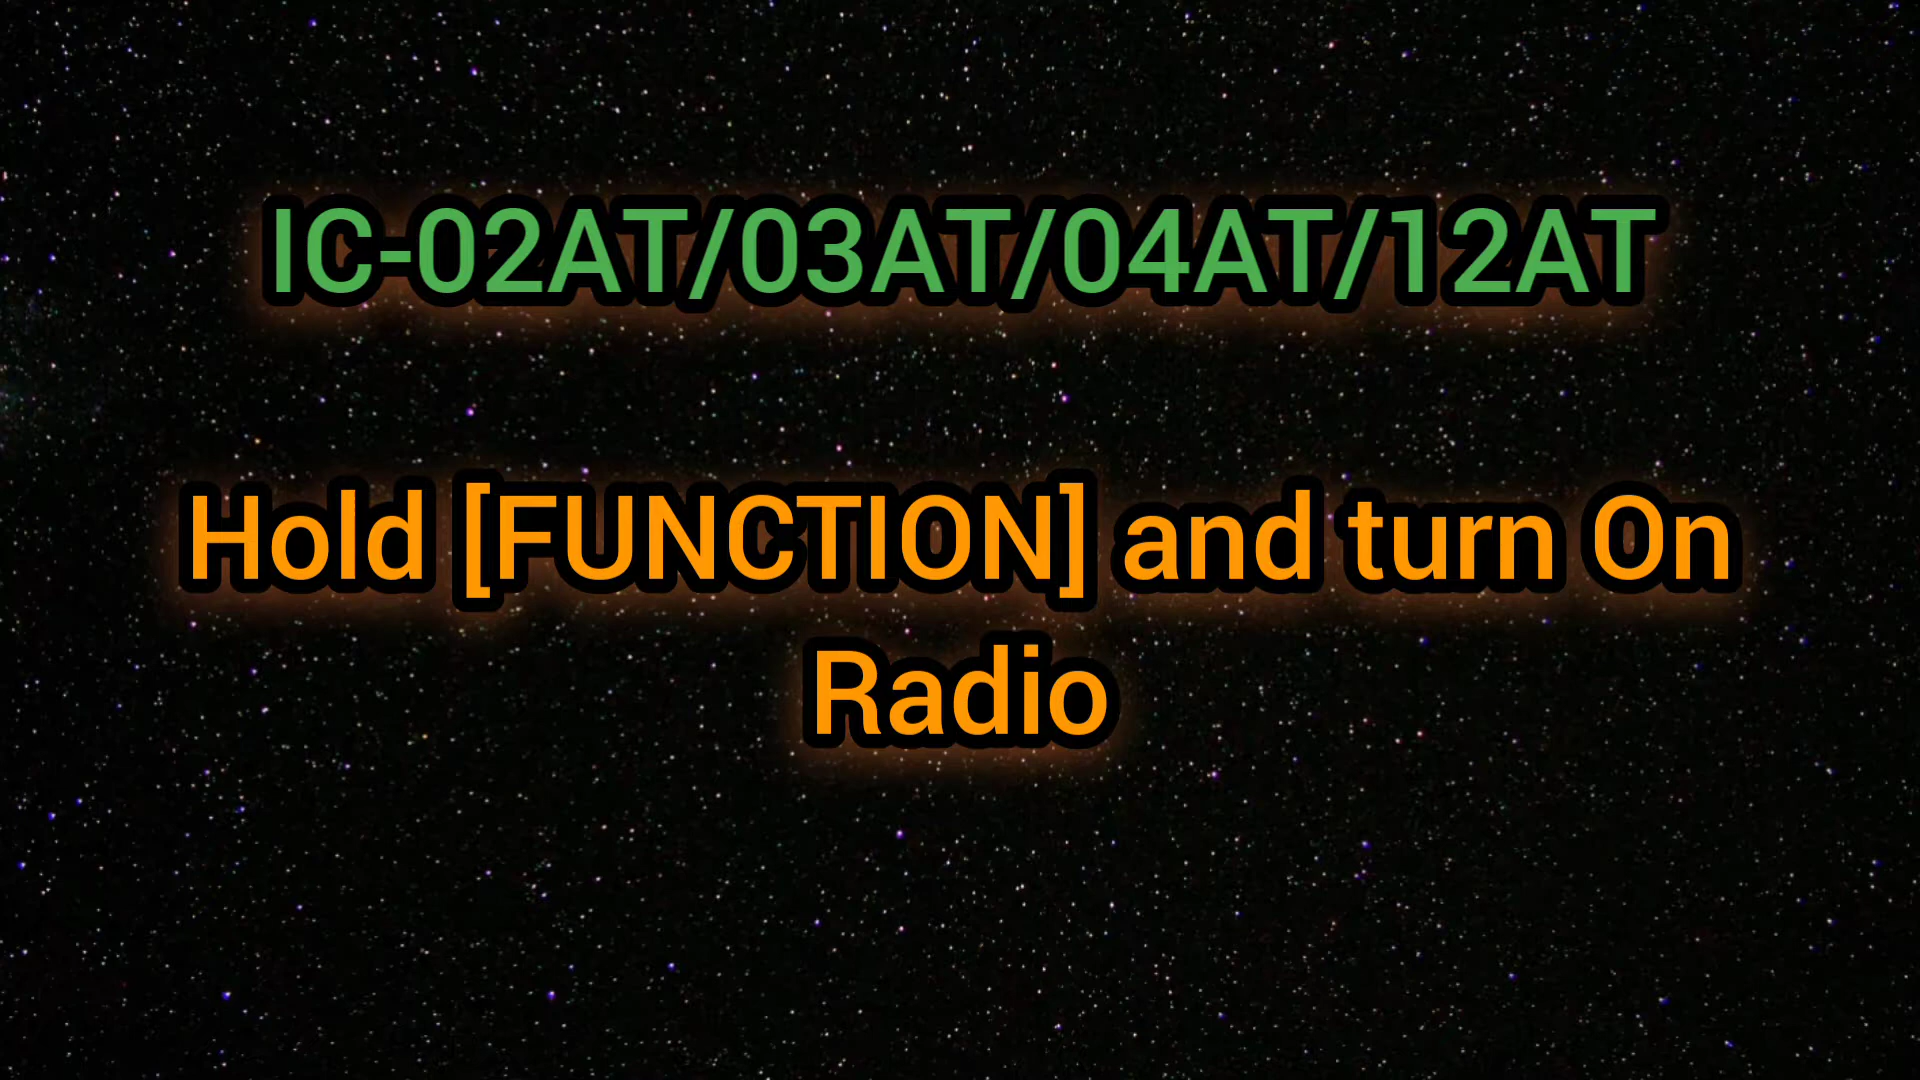 IC-02AT/03AT/04AT/12AT
Hold [FUNCTION] and turn On
Radio